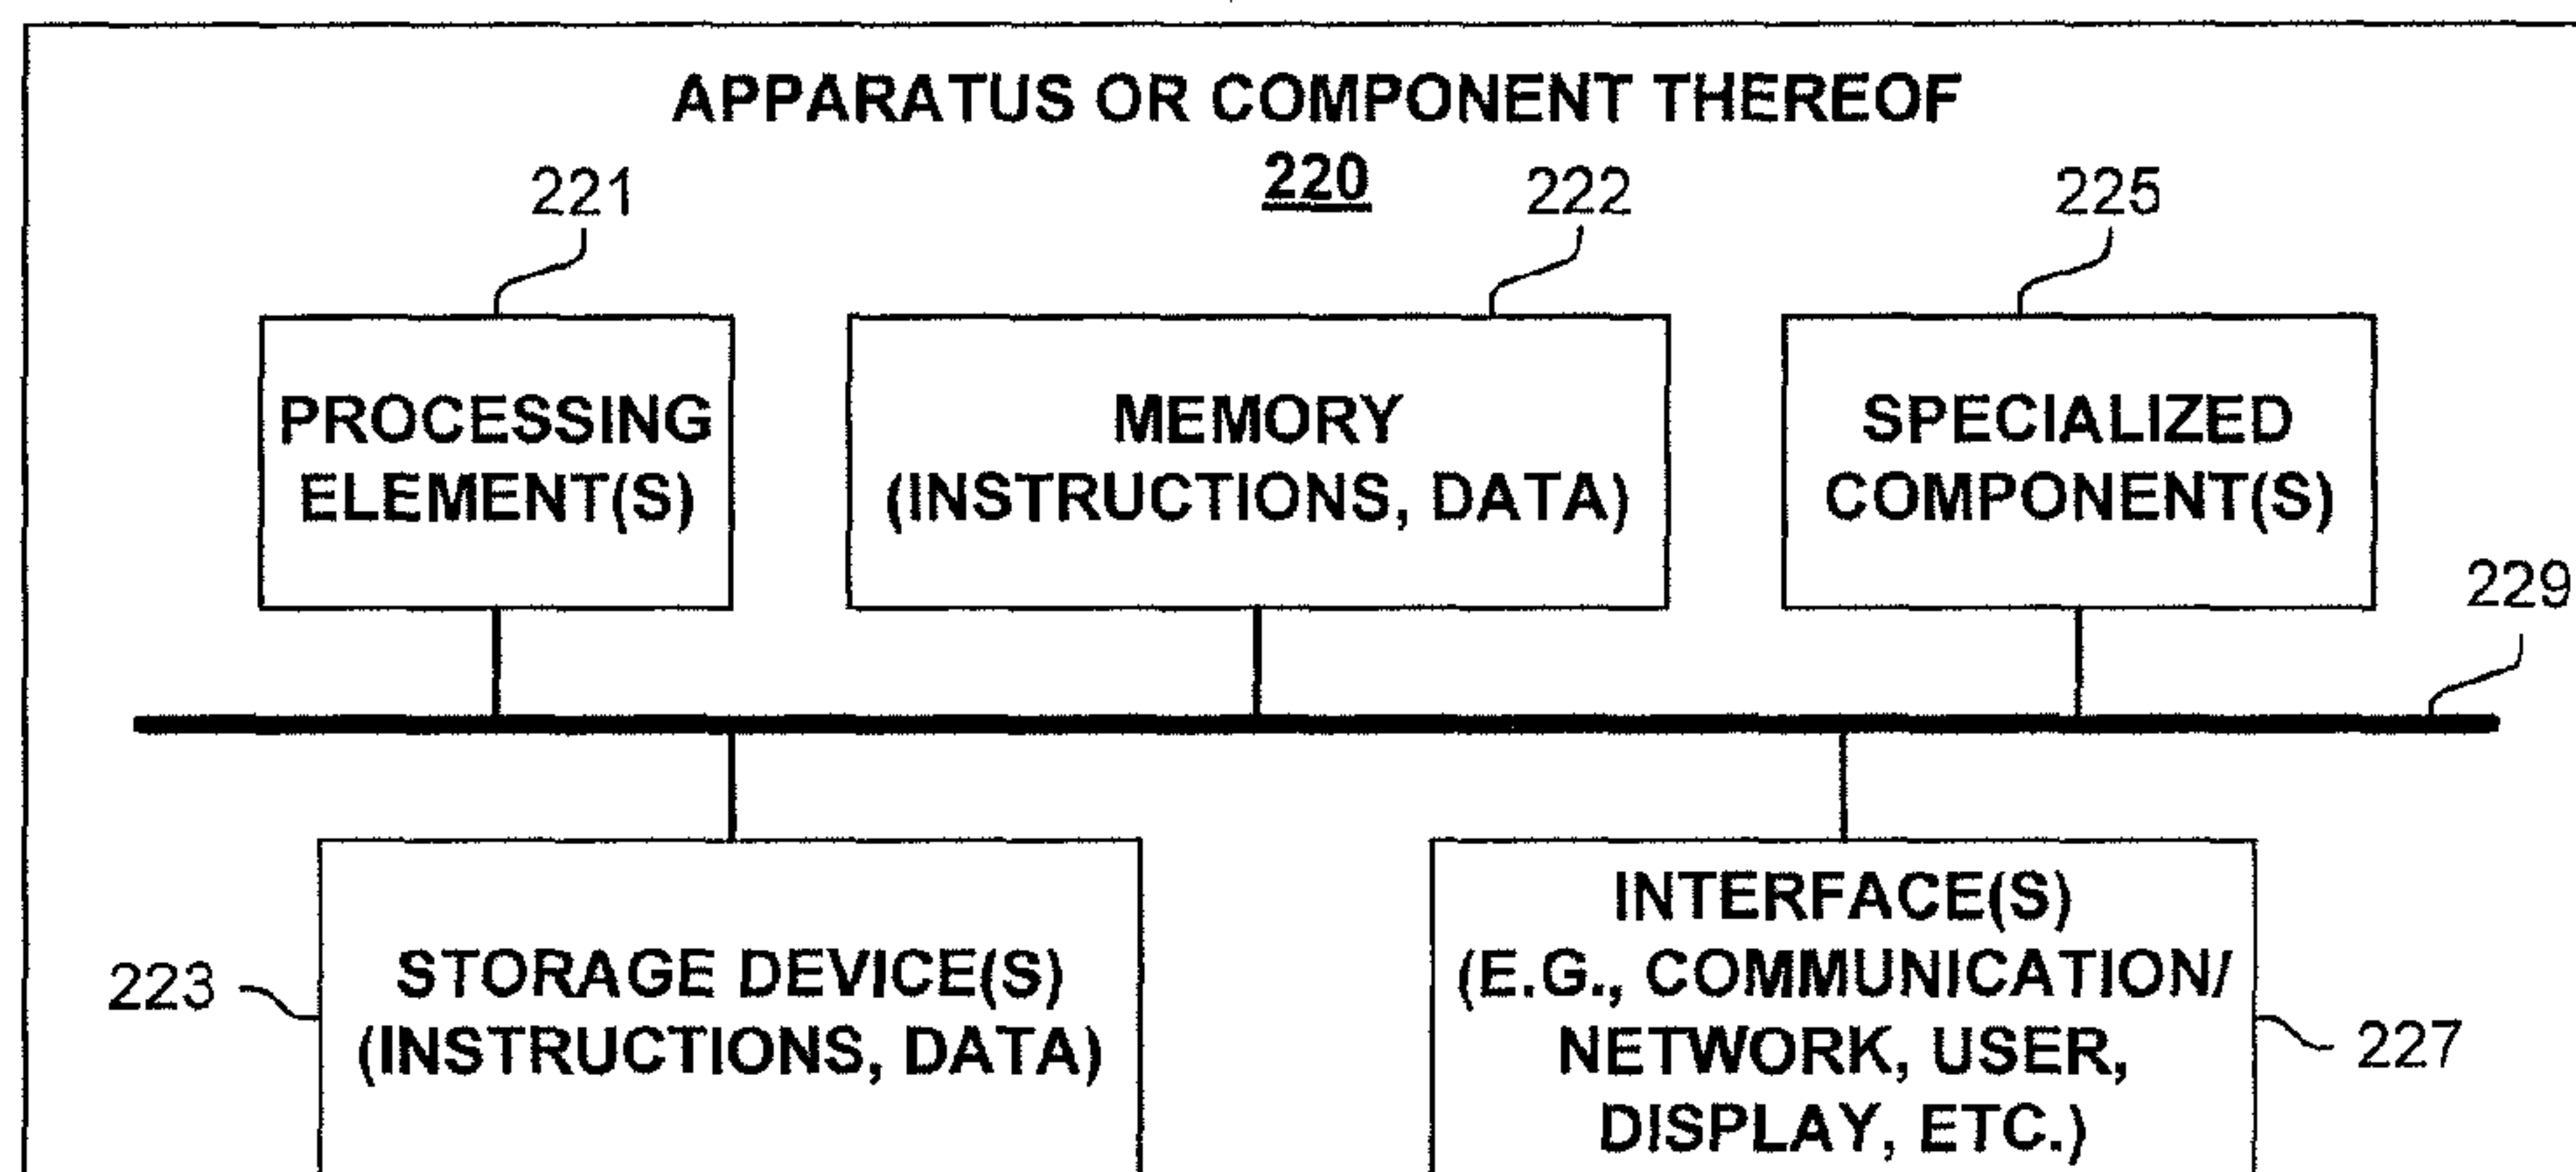 APPARATUS OR COMPONENT THEREOF
220
221
222
225
PROCESSING
ELEMENT(S)
MEMORY
(INSTRUCTIONS, DATA)
SPECIALIZED
COMPONENT(S)
229
STORAGE DEVICE(S)
(INSTRUCTIONS, DATA)
223
INTERFACE(S)
(E.G., COMMUNICATION/
NETWORK, USER,
DISPLAY, ETC.)
227